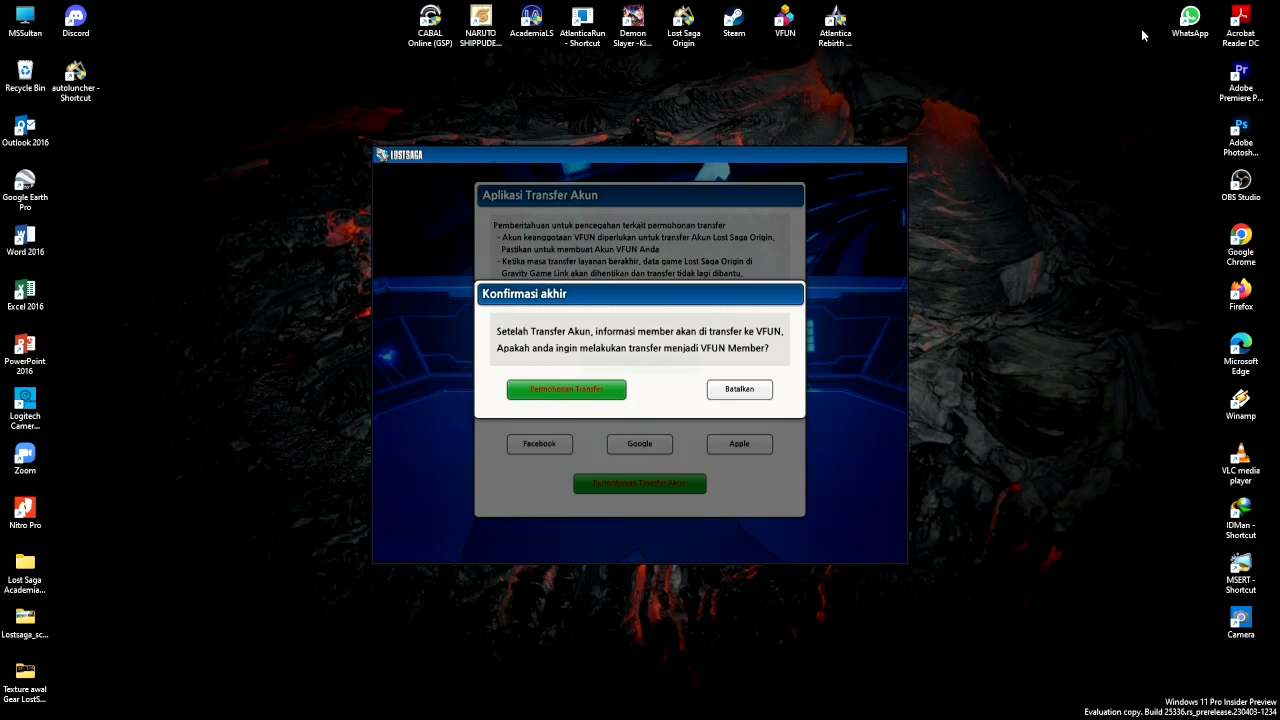 MSSultan
Discord
CABAL
Online (GSP)
NARUTO
SHIPPUDE...
AcademiaLS
AtlanticaRun
- Shortcut
Demon
Slayer -Ki...
Lost Saga
Origin
Steam
VFUN
Atlantica
Rebirth ...
WhatsApp
Acrobat
Reader DC
Recycle Bin
autoluncher -
Shortcut
Adobe
Premiere P...
Outlook 2016
Adobe
Photosh...
Google Earth
Pro
OBS Studio
Word 2016
Google
Chrome
Excel 2016
Firefox
PowerPoint
2016
Microsoft
Edge
Logitech
Camer...
Winamp
Zoom
VLC media
player
Nitro Pro
IDMan -
Shortcut
Lost Saga
Academia...
MSERT -
Shortcut
Lostsaga_sc...
Camera
Texture awal
Gear LostS...
LOSTSAGA
Aplikasi Transfer Akun
Pemberitahuan untuk pencegahan terkait permohonan transfer
- Akun keanggotaan VFUN diperlukan untuk transfer Akun Lost Saga Origin.
Pastikan untuk membuat Akun VFUN Anda
- Ketika masa transfer layanan berakhir, data game Lost Saga Origin di
Gravity Game Link akan dihentikan dan transfer tidak lagi dibantu.
Konfirmasi akhir
Setelah Transfer Akun, informasi member akan di transfer ke VFUN.
Apakah anda ingin melakukan transfer menjadi VFUN Member?
Permohonan Transfer
Batalkan
Facebook
Google
Apple
Permohonan Transfer Akun
Windows 11 Pro Insider Preview
Evaluation copy. Build 25336.rs_prerelease.230403-1234